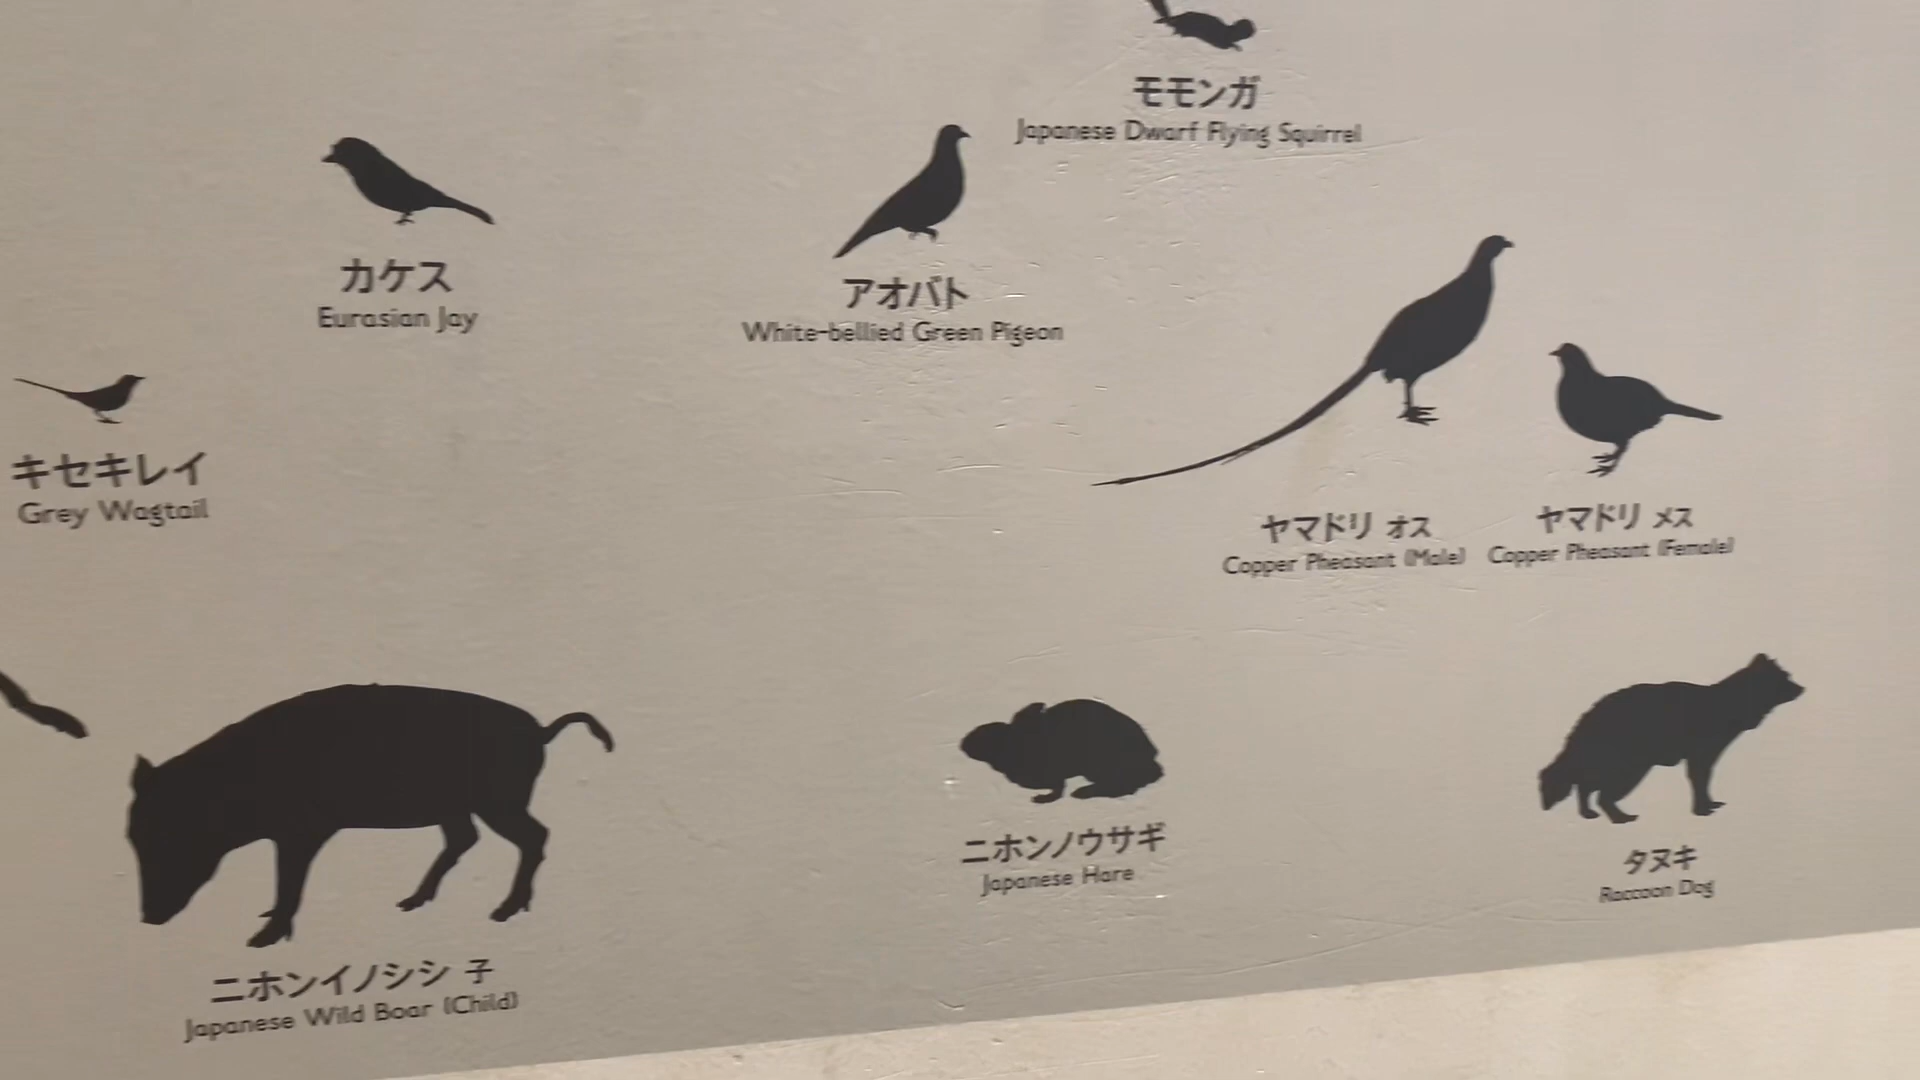 モモンガ
Japanese Dwarf Flying Squirrel
カケス
Eurasian Jay
アオバト
White-bellied Green Pigeon
キセキレイ
Grey Wagtail
ヤマドリ オス
Copper Pheasant (Male)
ヤマドリ メス
Copper Pheasant (Female)
ニホンノウサギ
Japanese Hare
タヌキ
Raccoon Dog
ニホンイノシシ 子
Japanese Wild Boar (Child)